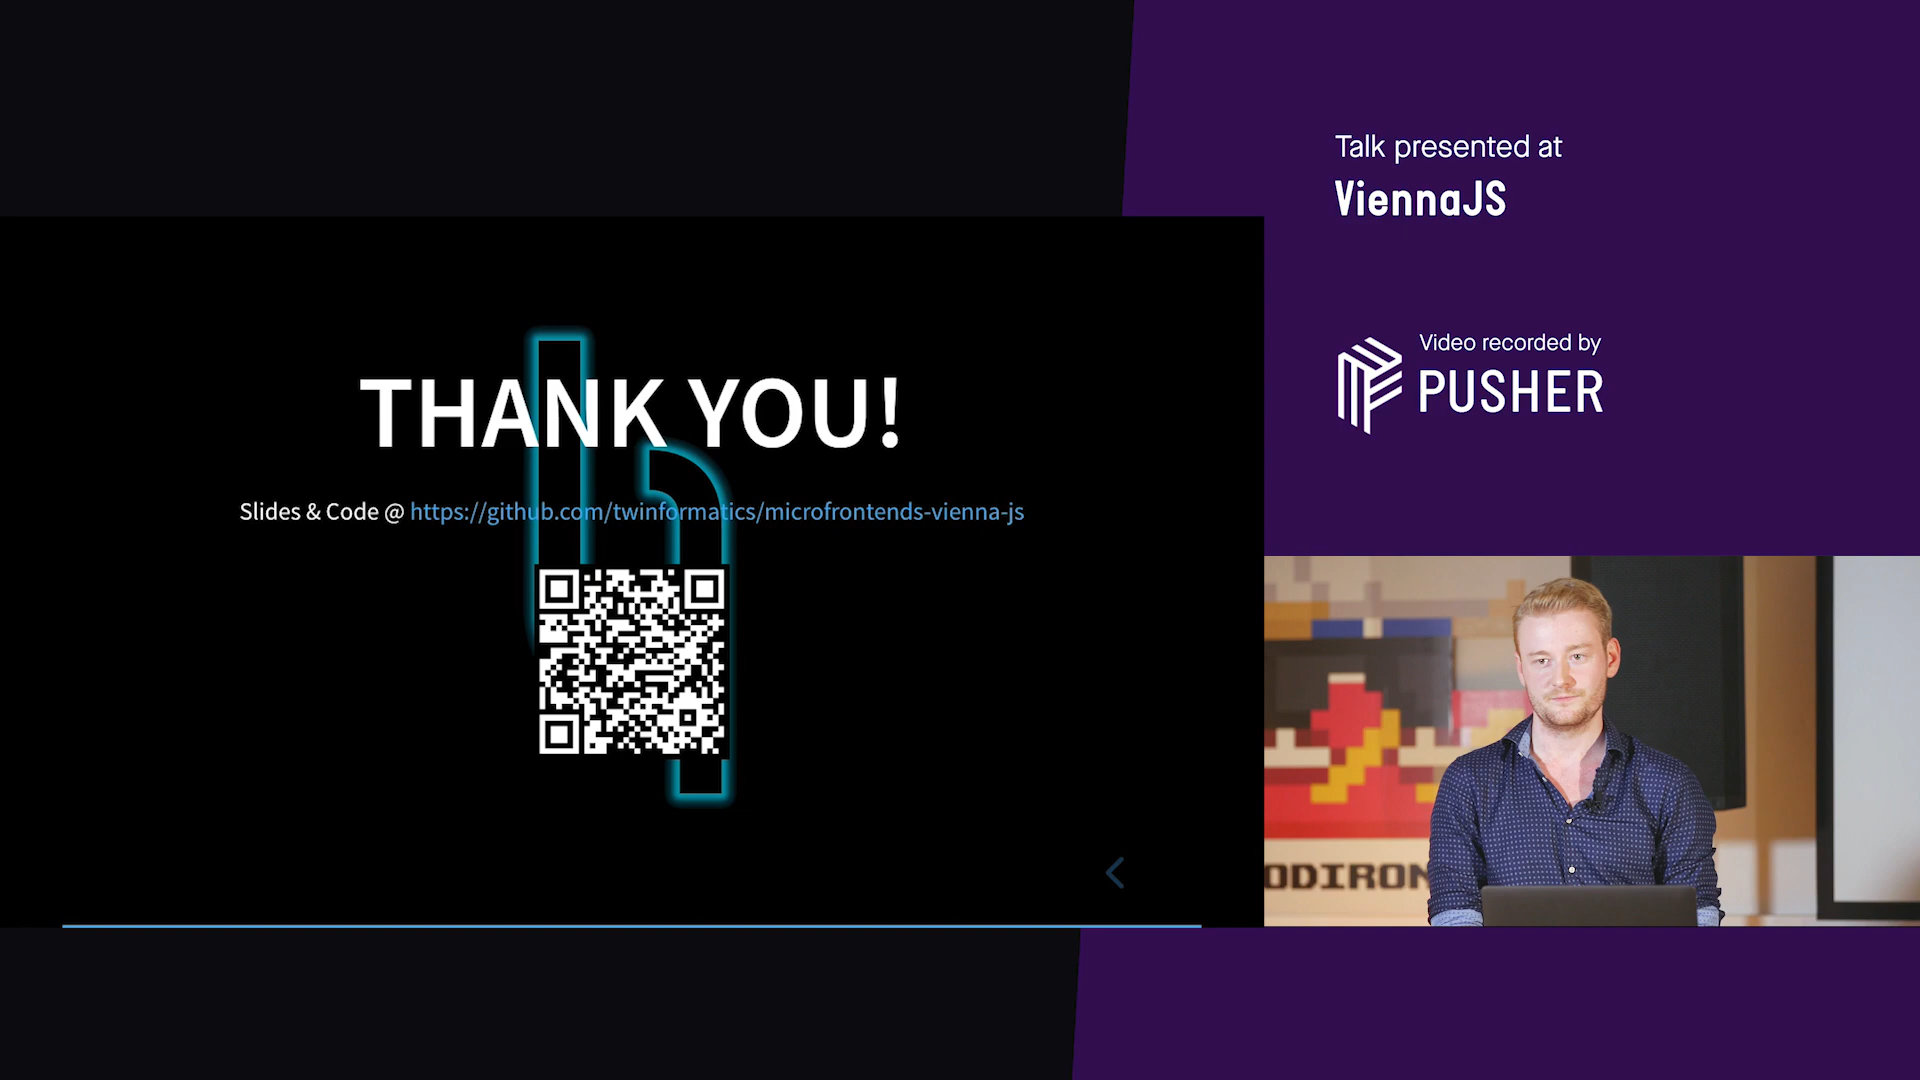 Talk presented at
ViennaJS
Video recorded by
PUSHER
THANK YOU!
Slides & Code @ https://github.com/twinformatics/microfrontends-vienna-js
ODIRON